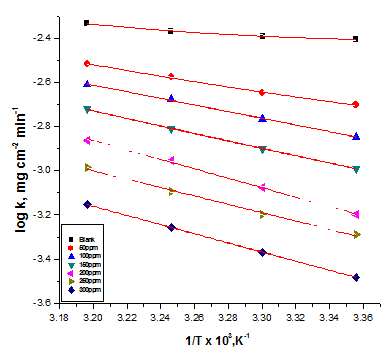 -2.4
-2.6
-2.8
-3.0
-3.2
-3.4
-3.6
log k, mg cm-2 min-1
3.18 3.20 3.22 3.24 3.26 3.28 3.30 3.32 3.34 3.36
1/T x 10³,K-1
Blank
50ppm
100ppm
150ppm
200ppm
250ppm
300ppm